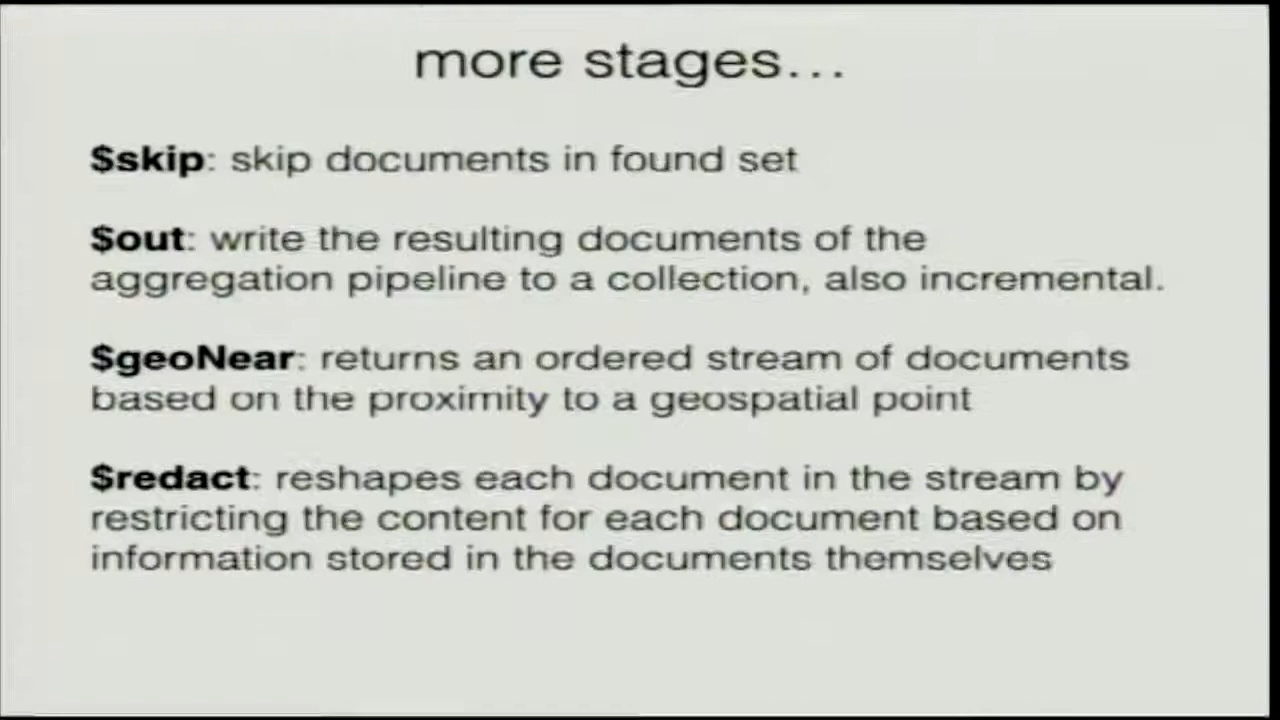 more stages...
$skip: skip documents in found set
$out: write the resulting documents of the
aggregation pipeline to a collection, also incremental.
$geoNear: returns an ordered stream of documents
based on the proximity to a geospatial point
$redact: reshapes each document in the stream by
restricting the content for each document based on
information stored in the documents themselves